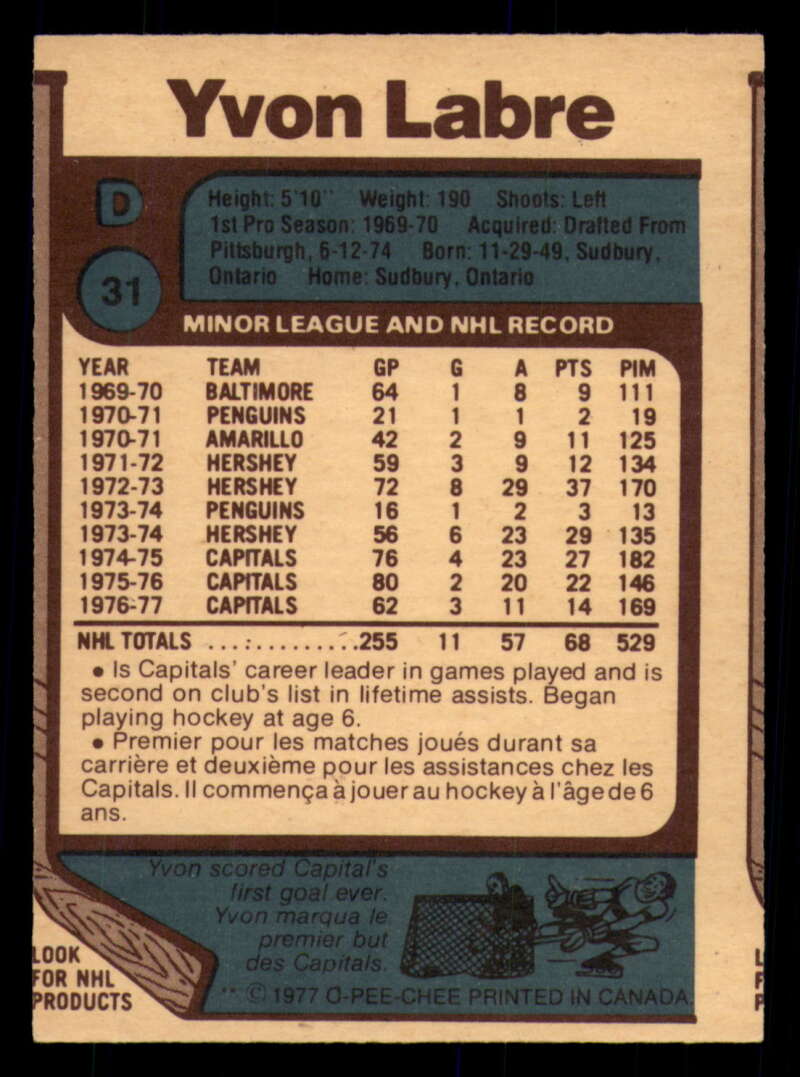 Yvon Labre
D
31
Height: 5'10" Weight: 190 Shoots: Left
1st Pro Season: 1969-70 Acquired: Drafted From
Pittsburgh, 6-12-74 Born: 11-29-49, Sudbury,
Ontario Home: Sudbury, Ontario
MINOR LEAGUE AND NHL RECORD
YEAR TEAM GP G A PTS PIM
1969-70 BALTIMORE 64 1 8 9 111
1970-71 PENGUINS 21 1 1 2 19
1970-71 AMARILLO 42 2 9 11 125
1971-72 HERSHEY 59 3 9 12 134
1972-73 HERSHEY 72 8 29 37 170
1973-74 PENGUINS 16 1 2 3 13
1973-74 HERSHEY 56 6 23 29 135
1974-75 CAPITALS 76 4 23 27 182
1975-76 CAPITALS 80 2 20 22 146
1976-77 CAPITALS 62 3 11 14 169
NHL TOTALS ..............255 11 57 68 529
• Is Capitals' career leader in games played and is
second on club's list in lifetime assists. Began
playing hockey at age 6.
• Premier pour les matches joués durant sa
carrière et deuxième pour les assistances chez les
Capitals. Il commença à jouer au hockey à l'âge de 6
ans.
Yvon scored Capital's
first goal ever.
Yvon marqua le
premier but
des Capitals.
LOOK
FOR NHL
PRODUCTS
** © 1977 O-PEE-CHEE PRINTED IN CANADA.
L
F
P